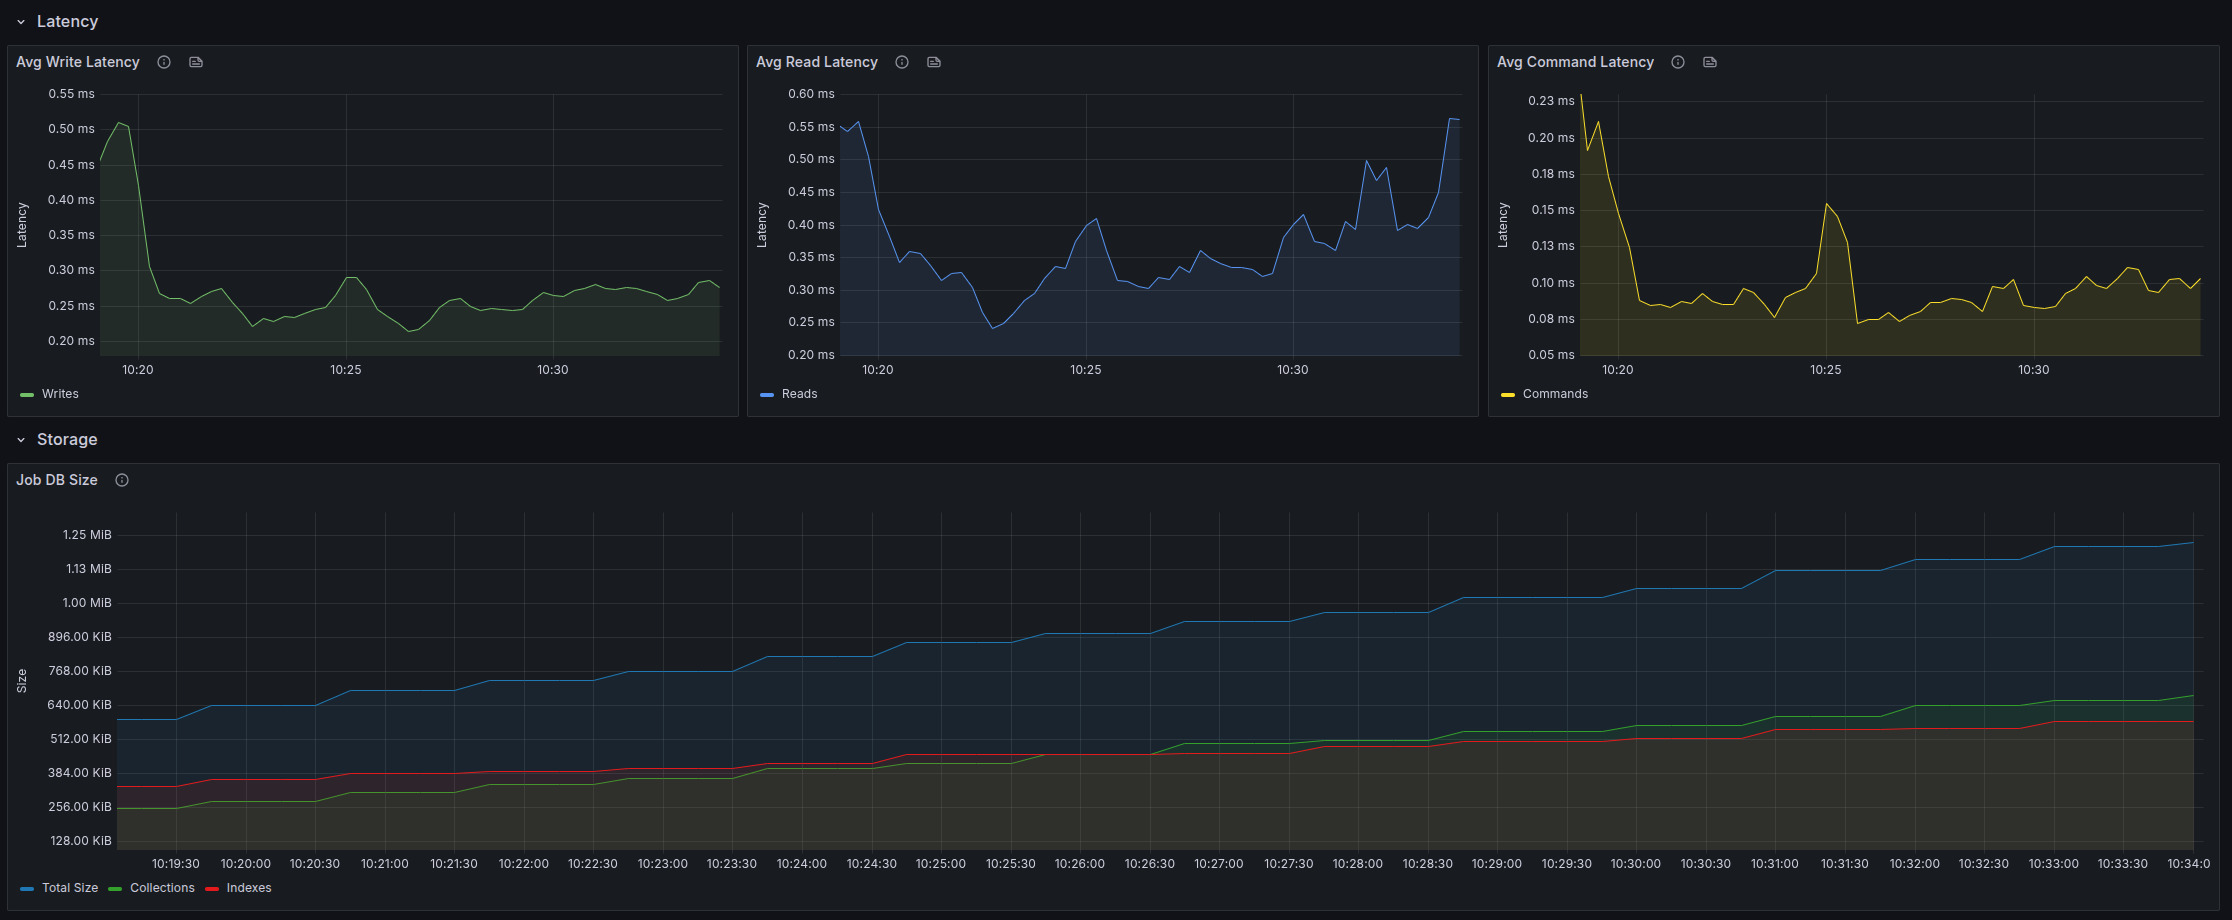 Latency
Avg Write Latency
0.55 ms
0.50 ms
0.45 ms
0.40 ms
0.35 ms
0.30 ms
0.25 ms
0.20 ms
Latency
10:20 10:25 10:30
Writes
Avg Read Latency
0.60 ms
0.55 ms
0.50 ms
0.45 ms
0.40 ms
0.35 ms
0.30 ms
0.25 ms
0.20 ms
Latency
10:20 10:25 10:30
Reads
Avg Command Latency
0.23 ms
0.20 ms
0.18 ms
0.15 ms
0.13 ms
0.10 ms
0.08 ms
0.05 ms
Latency
10:20 10:25 10:30
Commands
Storage
Job DB Size
1.25 MiB
1.13 MiB
1.00 MiB
896.00 KiB
768.00 KiB
640.00 KiB
512.00 KiB
384.00 KiB
256.00 KiB
128.00 KiB
Size
10:19:30 10:20:00 10:20:30 10:21:00 10:21:30 10:22:00 10:22:30 10:23:00 10:23:30 10:24:00 10:24:30 10:25:00 10:25:30 10:26:00 10:26:30 10:27:00 10:27:30 10:28:00 10:28:30 10:29:00 10:29:30 10:30:00 10:30:30 10:31:00 10:31:30 10:32:00 10:32:30 10:33:00 10:33:30 10:34:0
Total Size Collections Indexes